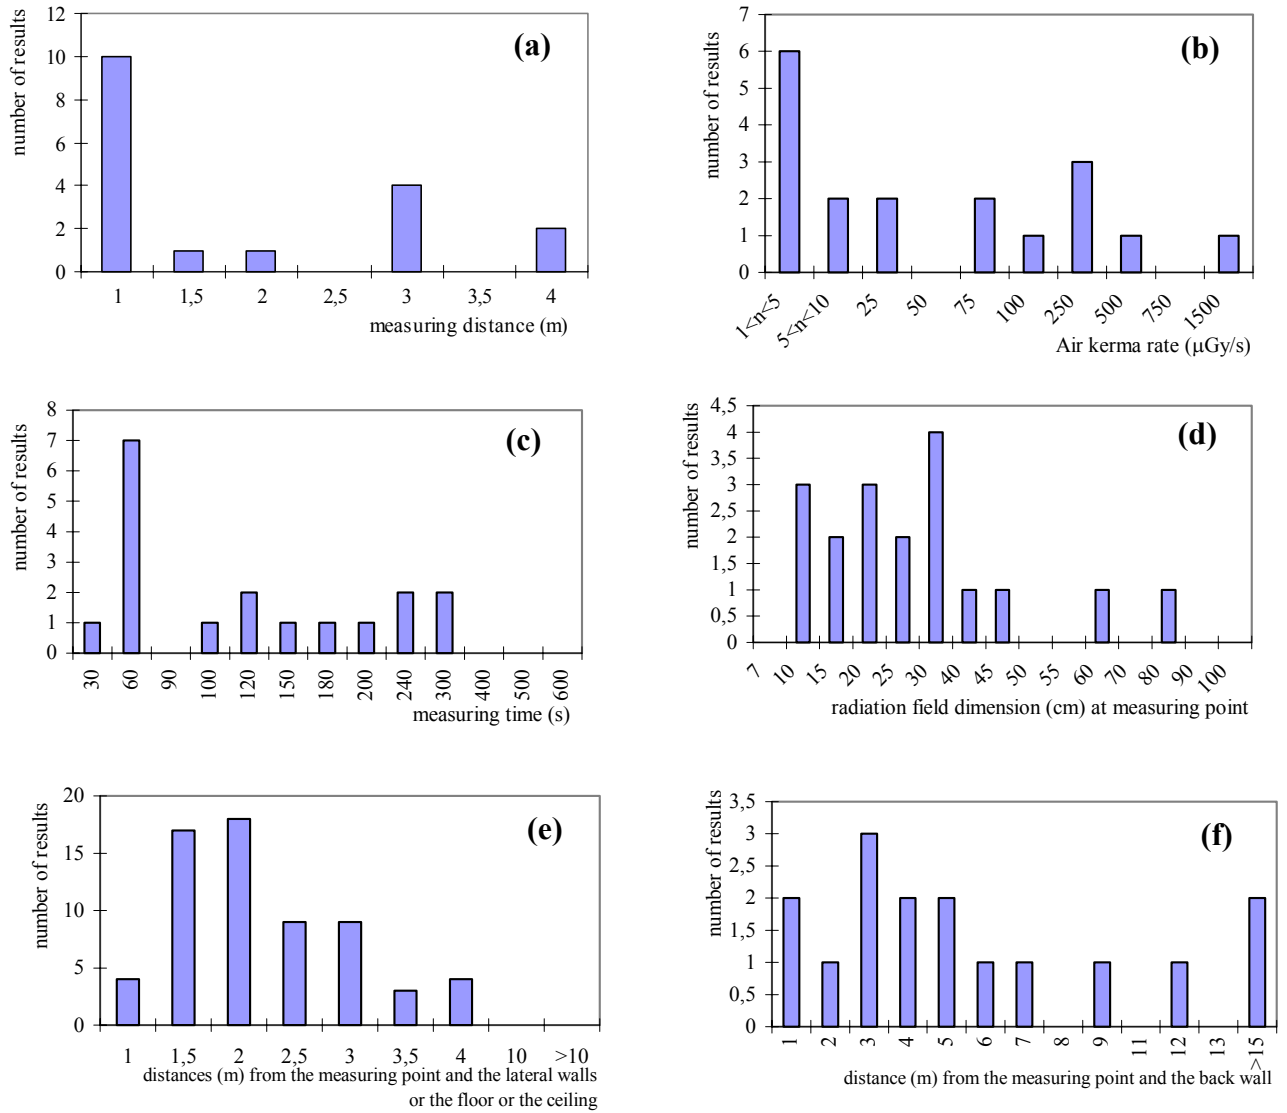 (a)
number of results
12
10
8
6
4
2
0
1 1,5 2 2,5 3 3,5 4
measuring distance (m)
(b)
number of results
7
6
5
4
3
2
1
0
1<n<5 5<n<10 25 50 75 100 250 500 750 1500
Air kerma rate (μGy/s)
(c)
number of results
8
7
6
5
4
3
2
1
0
30 60 90 100 120 150 180 200 240 300 400 500 600
measuring time (s)
(d)
number of results
4,5
4
3,5
3
2,5
2
1,5
1
0,5
0
7 10 15 20 25 30 40 45 50 55 65 80 90 100
radiation field dimension (cm) at measuring point
(e)
number of results
20
15
10
5
0
1 1,5 2 2,5 3 3,5 4 10 >10
distances (m) from the measuring point and the lateral walls
or the floor or the ceiling
(f)
number of results
3,5
3
2,5
2
1,5
1
0,5
0
1 2 3 4 5 6 7 8 9 11 12 13 >15
distance (m) from the measuring point and the back wall